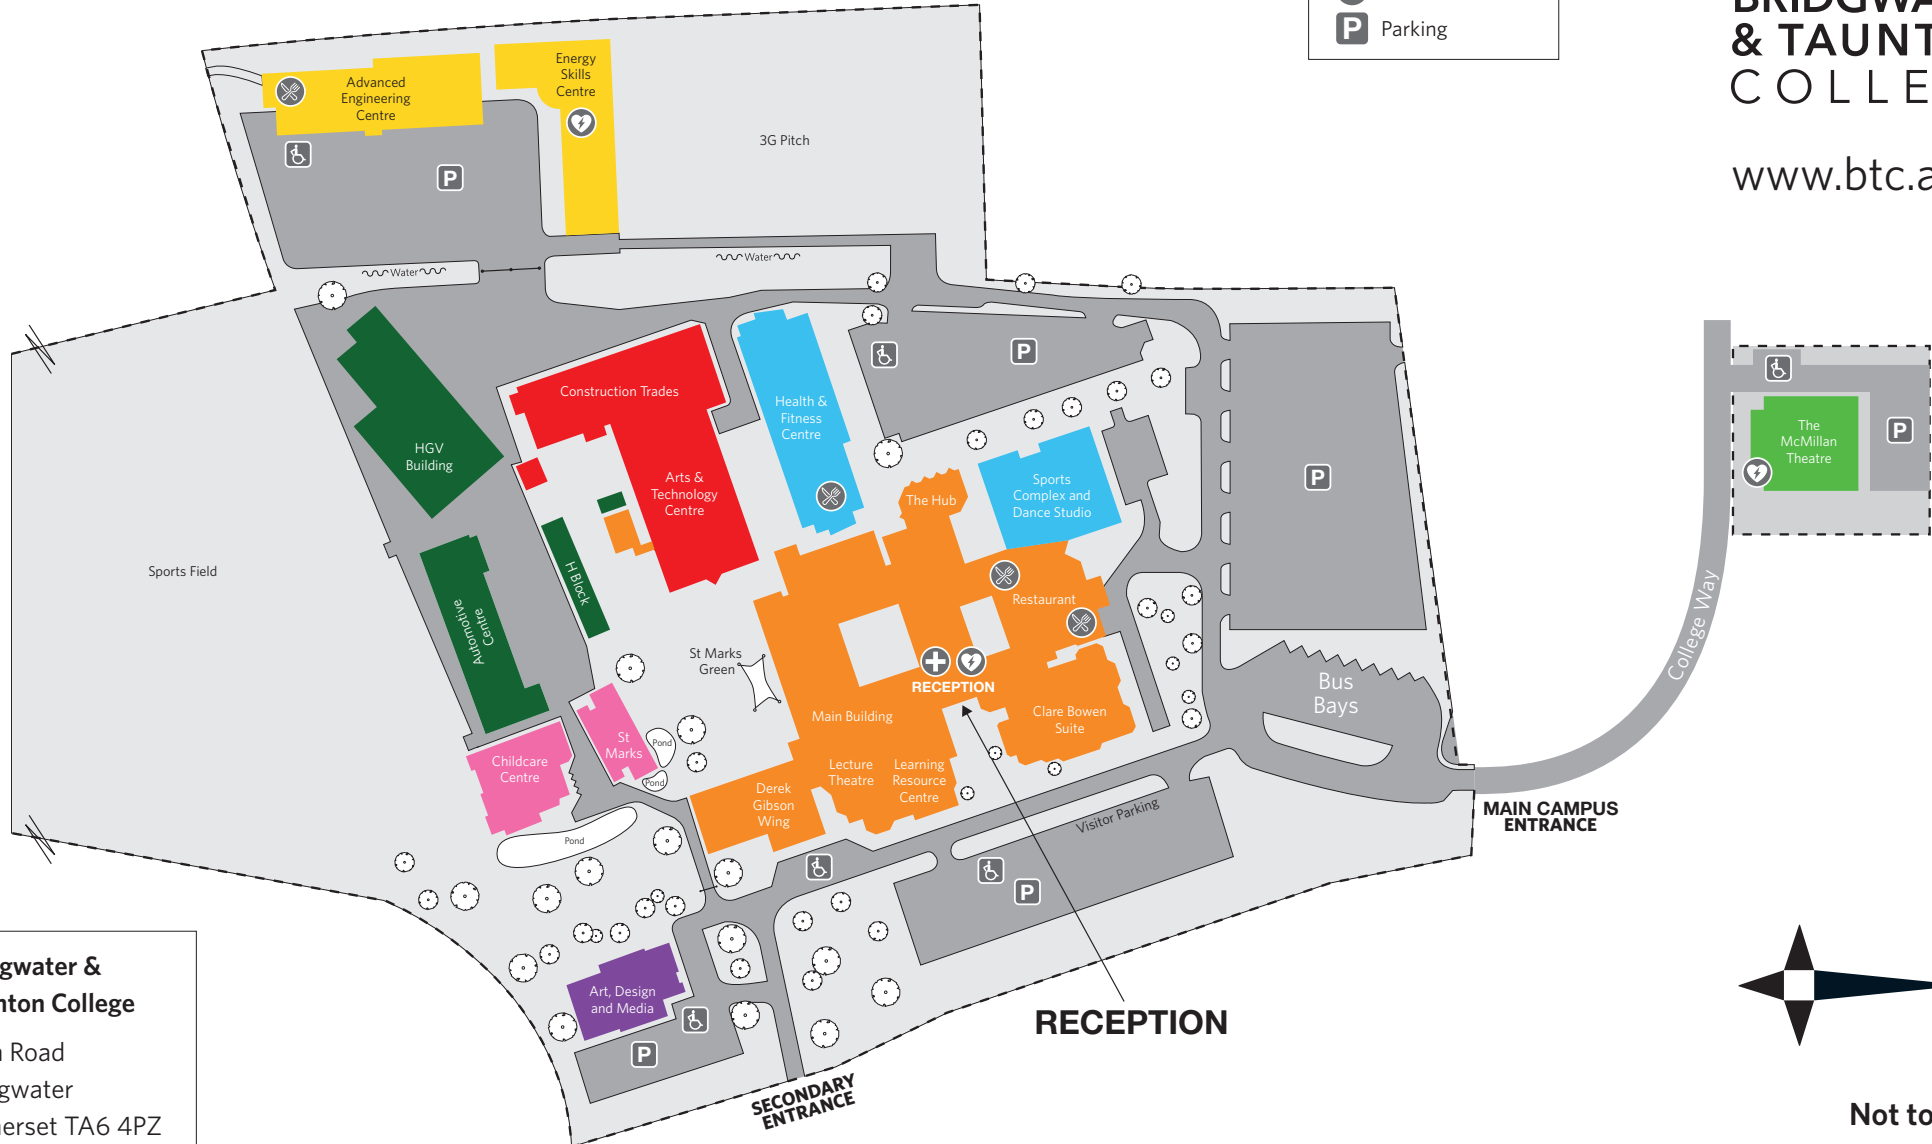 P Parking
& TAUNT
COLLE
www.btc.a
Advanced
Engineering
Centre
Energy
Skills
Centre
3G Pitch
P
Water
Water
Construction Trades
Health &
Fitness
Centre
P
P
The
McMillan
Theatre
P
HGV
Building
Arts &
Technology
Centre
The Hub
Sports
Complex and
Dance Studio
Sports Field
H Block
Automotive
Centre
Restaurant
St Marks
Green
RECEPTION
Main Building
Clare Bowen
Suite
Bus
Bays
College Way
St
Marks
Pond
Pond
Childcare
Centre
Derek
Gibson
Wing
Lecture
Theatre
Learning
Resource
Centre
Visitor Parking
MAIN CAMPUS
ENTRANCE
Pond
P
Art, Design
and Media
P
RECEPTION
SECONDARY
ENTRANCE
gwater &
nton College
Road
gwater
erset TA6 4PZ
Not to